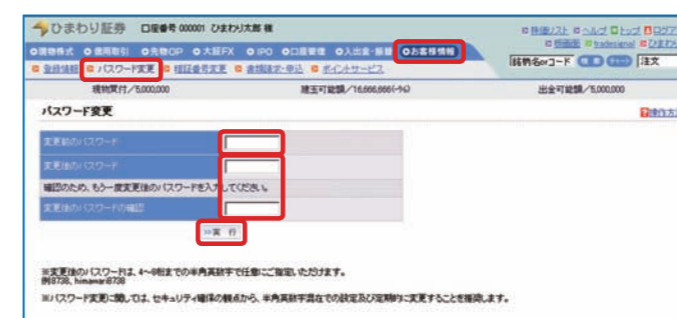 ひまわり証券 口座番号 000001 ひまわり太郎 様
口座リスト ヘルプ トップ ログアウ
現物株式 信用取引 先物OP 大証FX IPO 口座管理 入出金・振替 お客様情報
登録情報 パスワード変更 暗証番号変更 書類請求・申込 ポイントサービス
銘柄名orコード 注文
現物買付/5,000,000 建玉可能額/16,666,666(-%) 出金可能額/5,000,000
パスワード変更 操作方
変更前のパスワード
変更後のパスワード
確認のため、もう一度変更後のパスワードを入力してください。
変更後のパスワードの確認
実 行
※変更後のパスワードは、4~8桁までの半角英数字で任意にご指定いただけます。
例)8738, himawari8738
※パスワード変更に関しては、セキュリティ確保の観点から、半角英数字混在での設定及び定期的に変更することを推奨します。